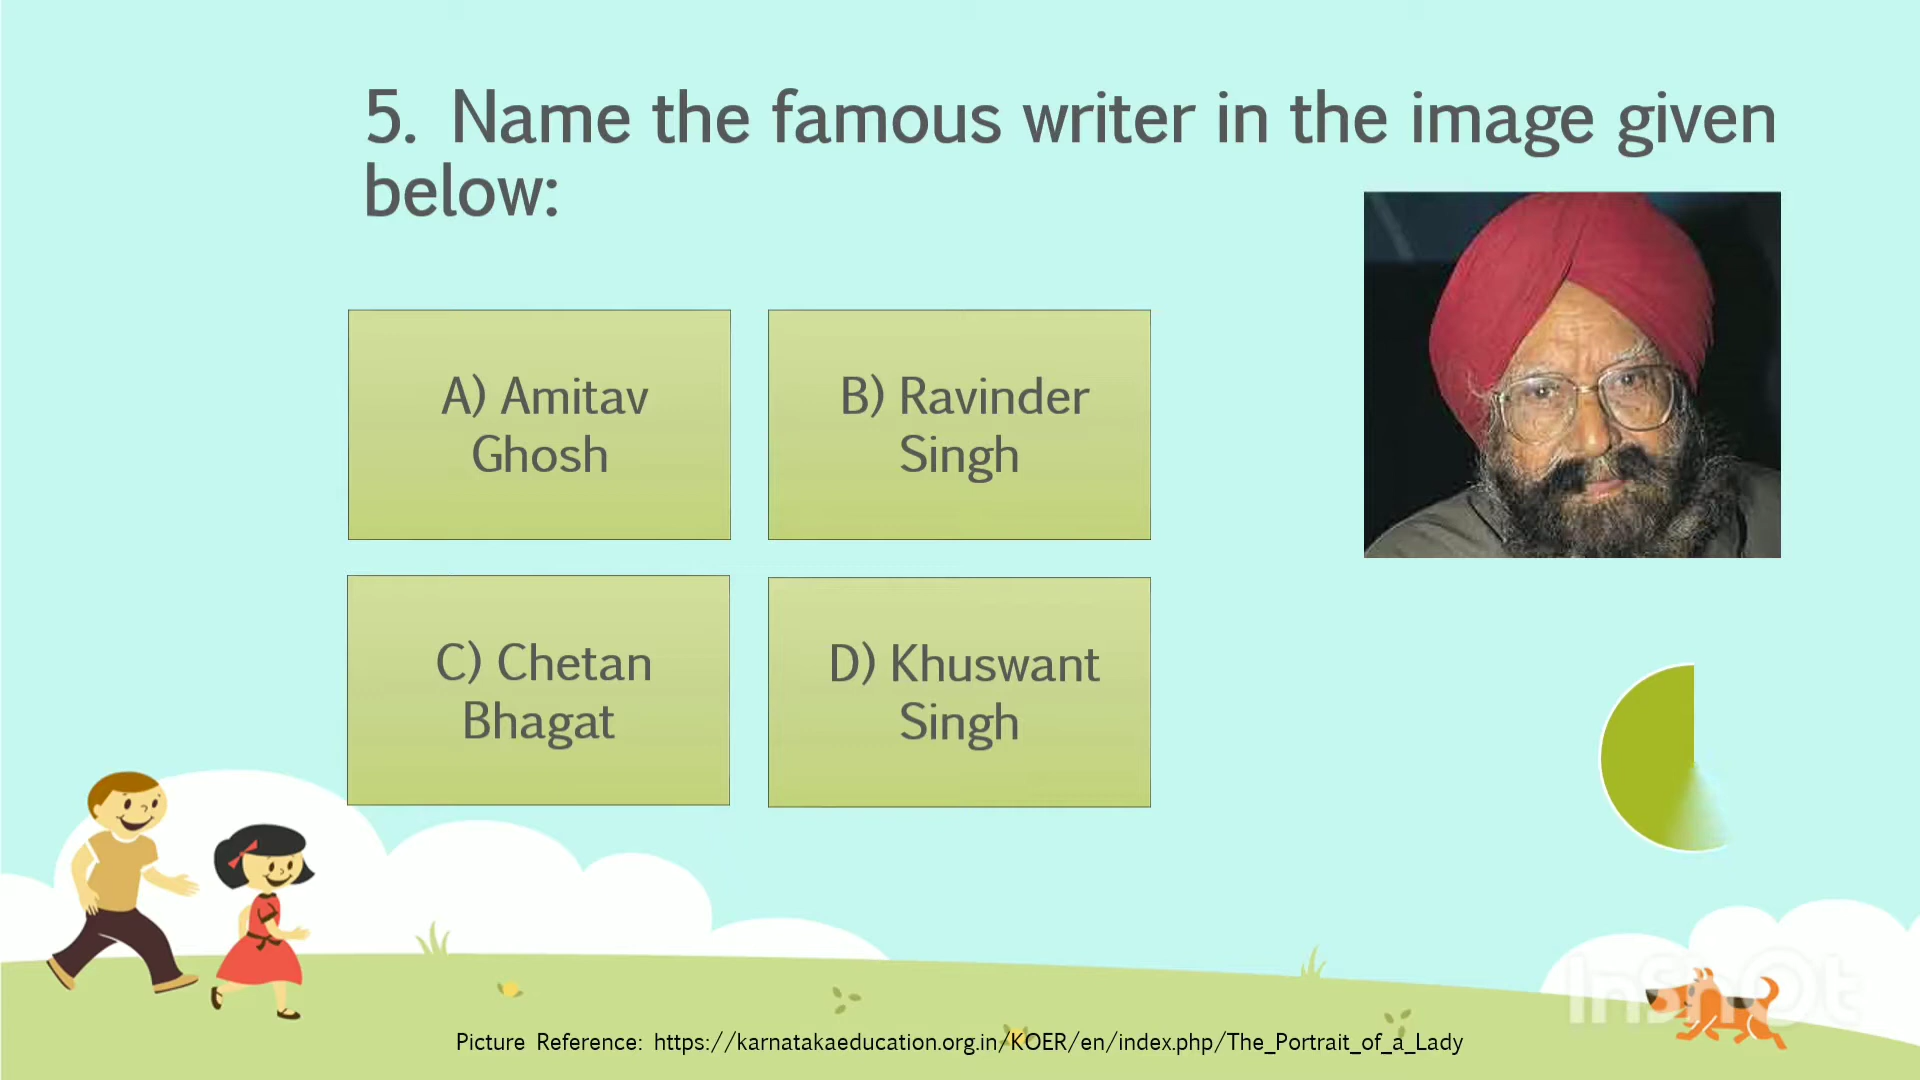 5. Name the famous writer in the image given
below:
A) Amitav
Ghosh
B) Ravinder
Singh
C) Chetan
Bhagat
D) Khuswant
Singh
InShOt
Picture Reference: https://karnatakaeducation.org.in/KOER/en/index.php/The_Portrait_of_a_Lady